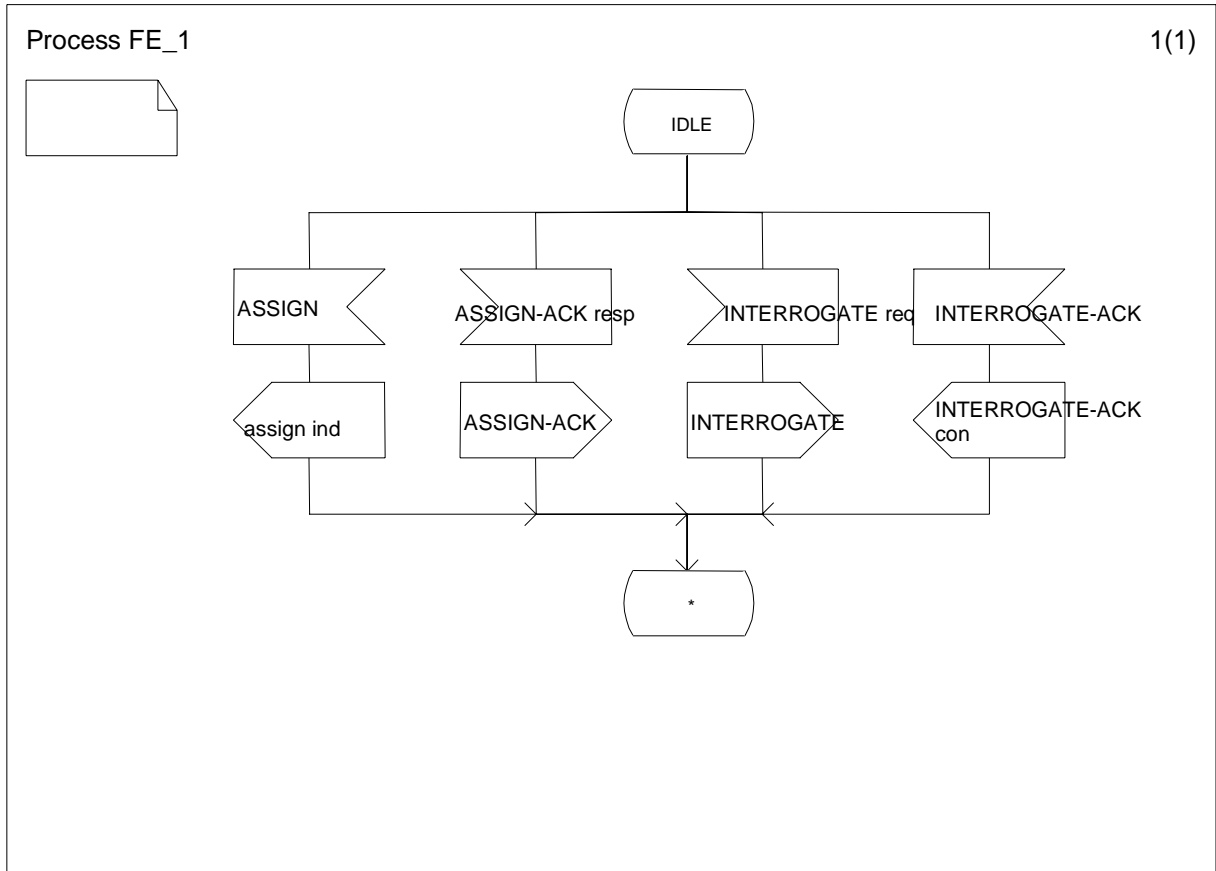 Process FE_1
1(1)
IDLE
ASSIGN
ASSIGN-ACK resp
INTERROGATE req
INTERROGATE-ACK
assign ind
ASSIGN-ACK
INTERROGATE
INTERROGATE-ACK
con
*